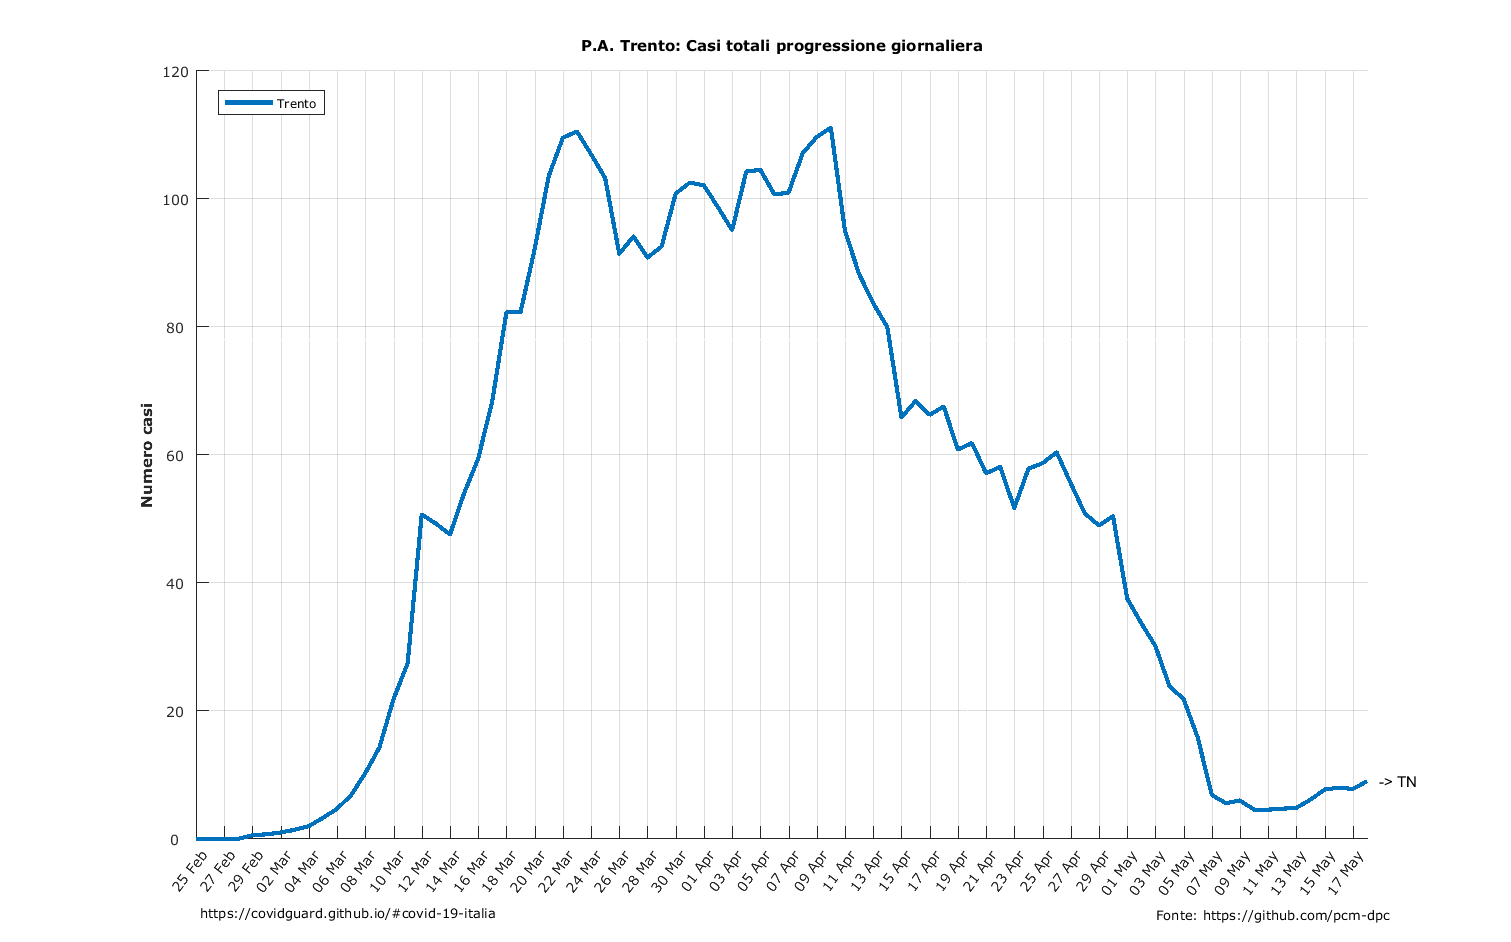 P.A. Trento: Casi totali progressione giornaliera
Trento
Numero casi
120
100
80
60
40
20
0
-> TN
25 Feb
27 Feb
29 Feb
02 Mar
04 Mar
06 Mar
08 Mar
10 Mar
12 Mar
14 Mar
16 Mar
18 Mar
20 Mar
22 Mar
24 Mar
26 Mar
28 Mar
30 Mar
01 Apr
03 Apr
05 Apr
07 Apr
09 Apr
11 Apr
13 Apr
15 Apr
17 Apr
19 Apr
21 Apr
23 Apr
25 Apr
27 Apr
29 Apr
01 May
03 May
05 May
07 May
09 May
11 May
13 May
15 May
17 May
https://covidguard.github.io/#covid-19-italia
Fonte: https://github.com/pcm-dpc